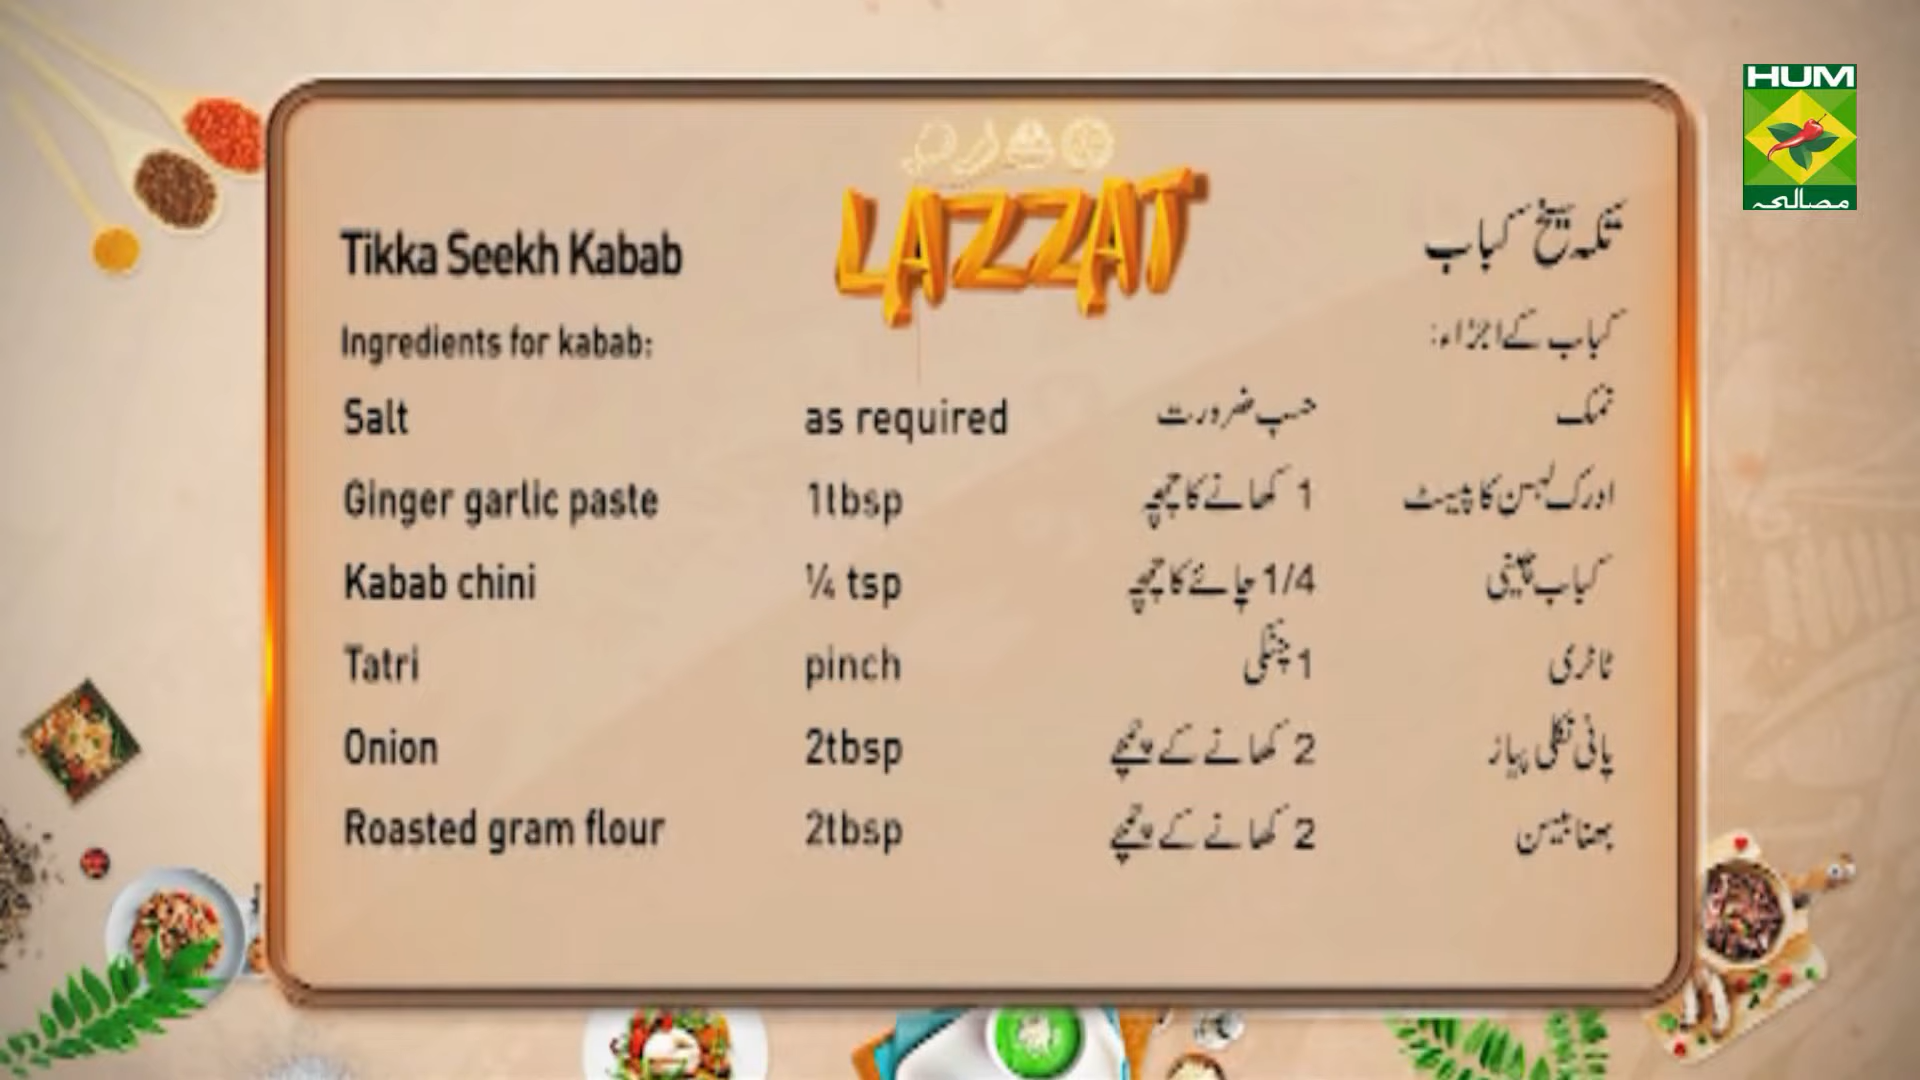 HUM
مصالحہ
LAZZAT
Tikka Seekh Kabab تکہ سیخ کباب
Ingredients for kabab: کباب کے اجزاء:
Salt as required حسب ضرورت نمک
Ginger garlic paste 1tbsp 1 کھانے کا چمچہ ادرک لہسن کا پیسٹ
Kabab chini ¼ tsp 1/4 چائے کا چمچہ کباب چینی
Tatri pinch 1 چٹکی ٹاٹری
Onion 2tbsp 2 کھانے کے چمچے پانی نکلی پیاز
Roasted gram flour 2tbsp 2 کھانے کے چمچے بھنا بیسن